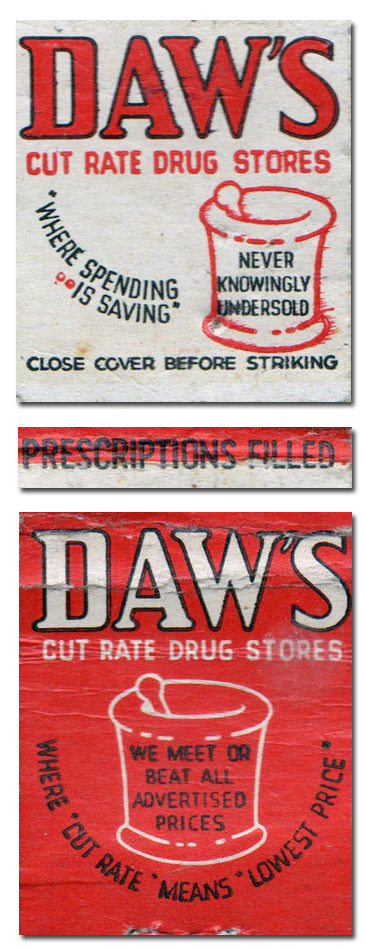 DAW'S
CUT RATE DRUG STORES
"WHERE SPENDING
IS SAVING"
NEVER
KNOWINGLY
UNDERSOLD
CLOSE COVER BEFORE STRIKING
PRESCRIPTIONS FILLED
DAW'S
CUT RATE DRUG STORES
WE MEET OR
BEAT ALL
ADVERTISED
PRICES
WHERE "CUT RATE" MEANS "LOWEST PRICE"